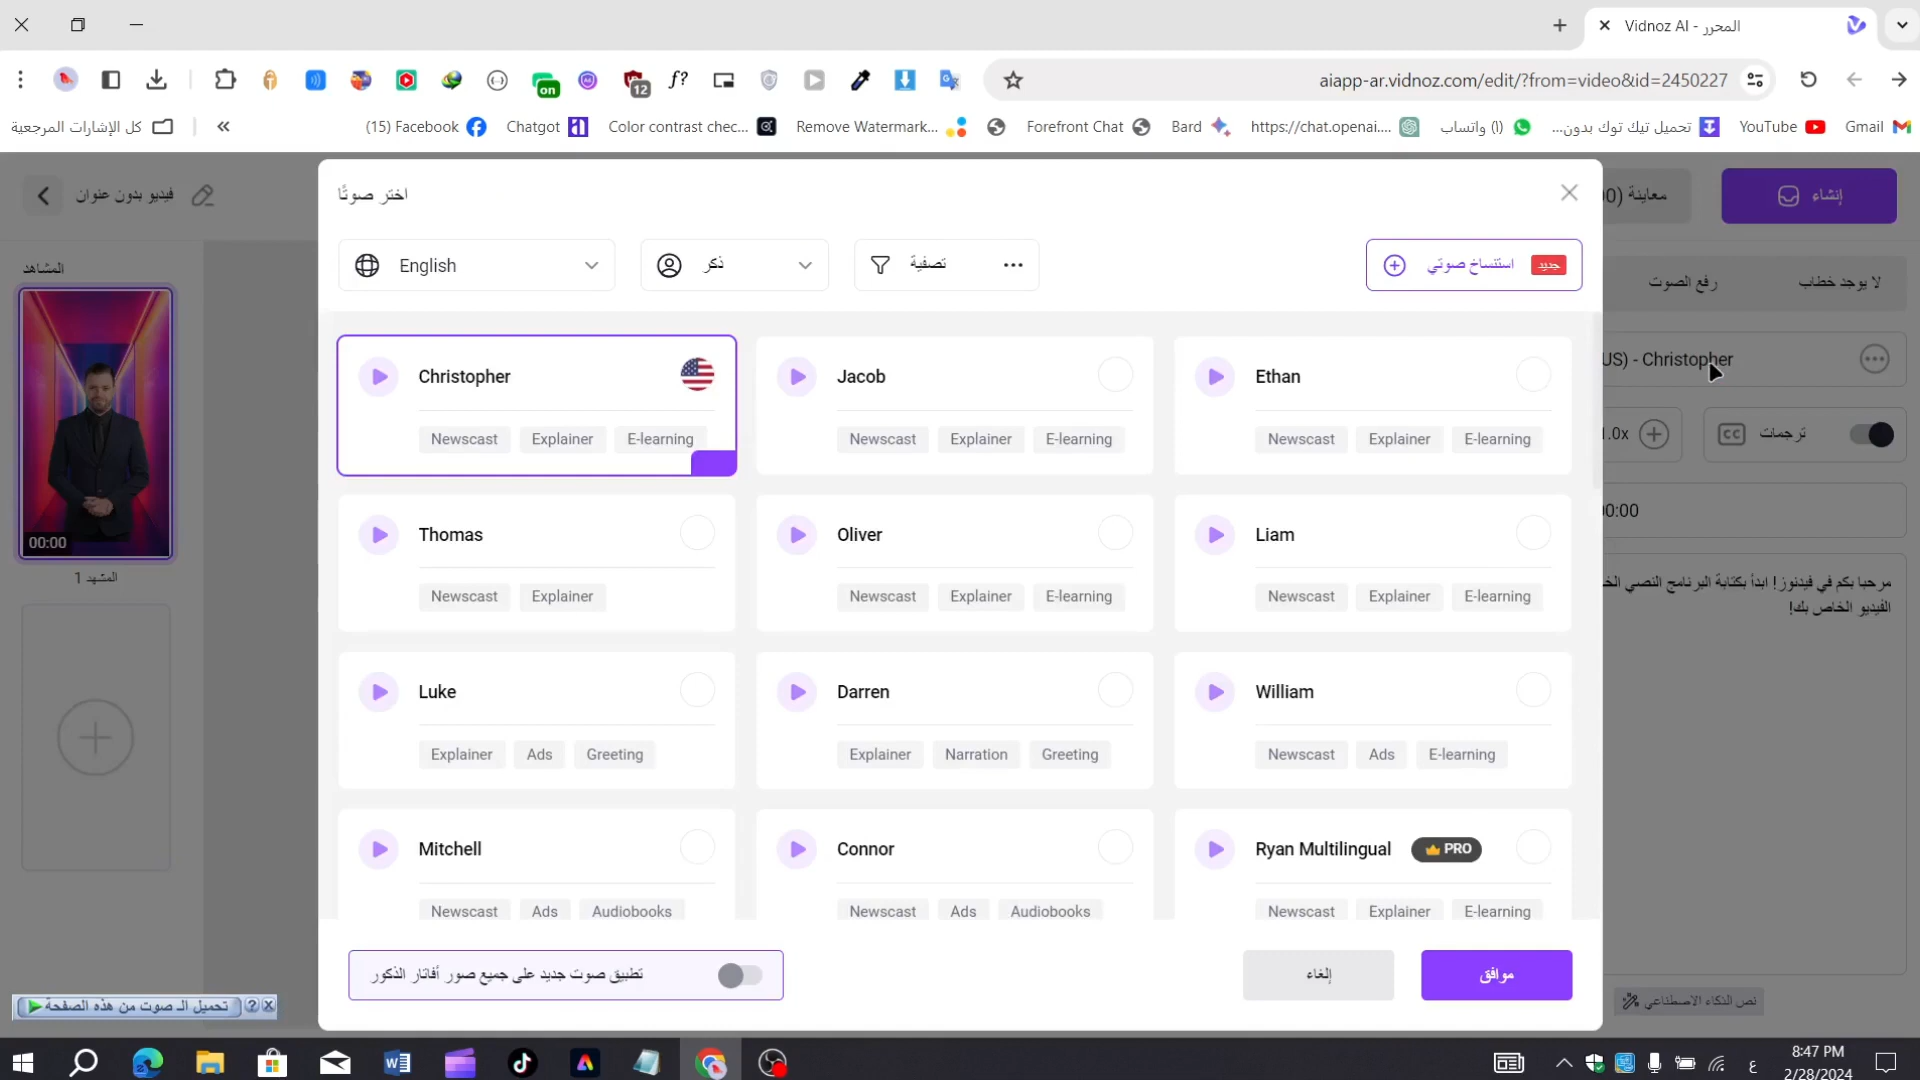 Vidnoz AI - المحرر
aiapp-ar.vidnoz.com/edit/?from=video&id=2450227
on
12
f?
كل الإشارات المرجعية
(15) Facebook
Chatgot
Color contrast chec...
Remove Watermark...
Forefront Chat
Bard
https://chat.openai....
(1) واتساب
تحميل تيك توك بدون...
YouTube
Gmail
فيديو بدون عنوان
اختر صوتًا
معاينة (00
إنشاء
English
ذكر
تصفية
استنساخ صوتي
جديد
المشاهد
رفع الصوت
لا يوجد خطاب
Christopher
Newscast Explainer E-learning
Jacob
Newscast Explainer E-learning
Ethan
Newscast Explainer E-learning
US) - Christopher
1.0x
CC ترجمات
00:00
Thomas
Newscast Explainer
Oliver
Newscast Explainer E-learning
Liam
Newscast Explainer E-learning
00:00
المشهد 1
مرحبا بكم في فيدنوز! ابدأ بكتابة البرنامج النصي الخ
الفيديو الخاص بك!
Luke
Explainer Ads Greeting
Darren
Explainer Narration Greeting
William
Newscast Ads E-learning
Mitchell
Newscast Ads Audiobooks
Connor
Newscast Ads Audiobooks
Ryan Multilingual PRO
Newscast Explainer E-learning
تطبيق صوت جديد على جميع صور أفاتار الذكور
إلغاء
موافق
تحميل الـ صوت من هذه الصفحة
نص الذكاء الاصطناعي
ع
8:47 PM
2/28/2024